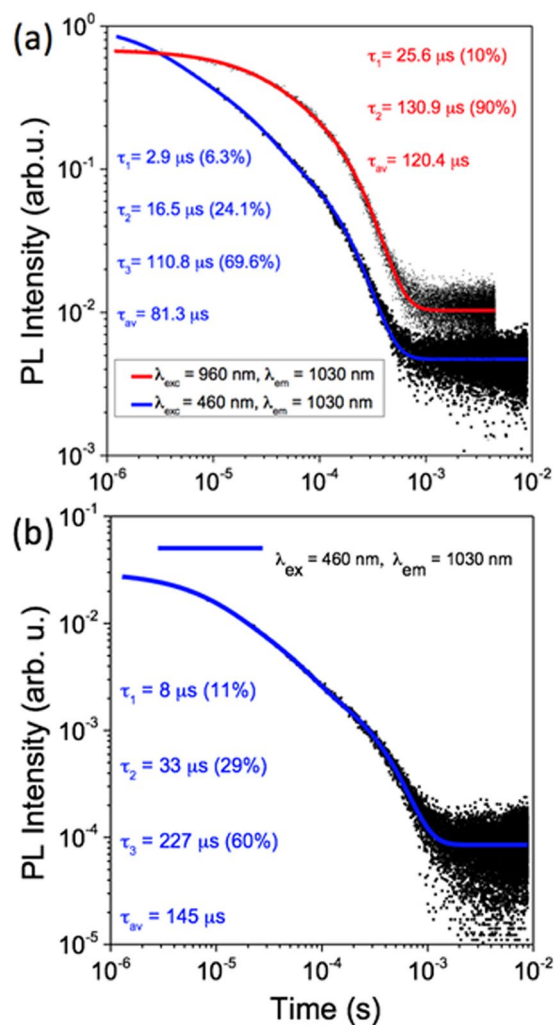 (a)
PL Intensity (arb.u.)
10⁰
10⁻¹
10⁻²
10⁻³
τ₁= 25.6 μs (10%)
τ₂= 130.9 μs (90%)
τₐᵥ= 120.4 μs
τ₁= 2.9 μs (6.3%)
τ₂= 16.5 μs (24.1%)
τ₃= 110.8 μs (69.6%)
τₐᵥ= 81.3 μs
λexc = 960 nm, λem = 1030 nm
λexc = 460 nm, λem = 1030 nm
10⁻⁶ 10⁻⁵ 10⁻⁴ 10⁻³ 10⁻²
(b)
PL Intensity (arb. u.)
10⁻¹
10⁻²
10⁻³
10⁻⁴
10⁻⁵
λex = 460 nm, λem = 1030 nm
τ₁ = 8 μs (11%)
τ₂ = 33 μs (29%)
τ₃ = 227 μs (60%)
τₐᵥ = 145 μs
10⁻⁶ 10⁻⁵ 10⁻⁴ 10⁻³ 10⁻²
Time (s)